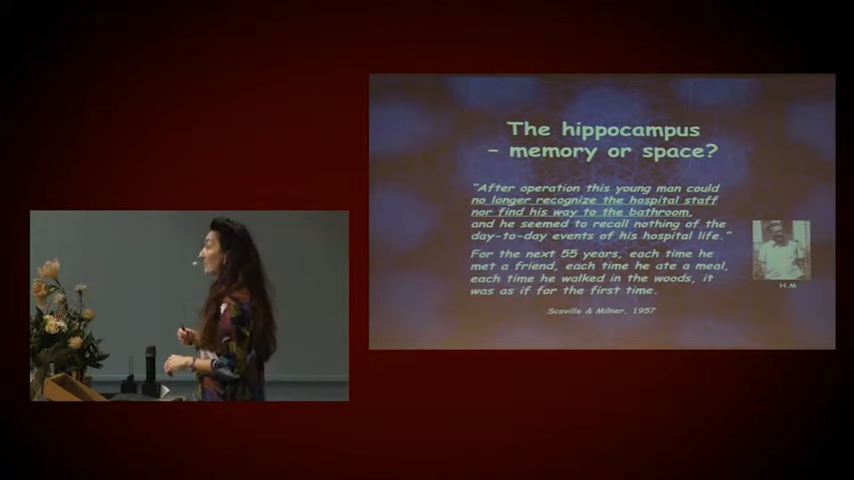 The hippocampus
- memory or space?
"After operation this young man could
no longer recognize the hospital staff
nor find his way to the bathroom,
and he seemed to recall nothing of the
day-to-day events of his hospital life."
For the next 55 years, each time he
met a friend, each time he ate a meal,
each time he walked in the woods, it
was as if for the first time.
H.M
Scoville & Milner, 1957